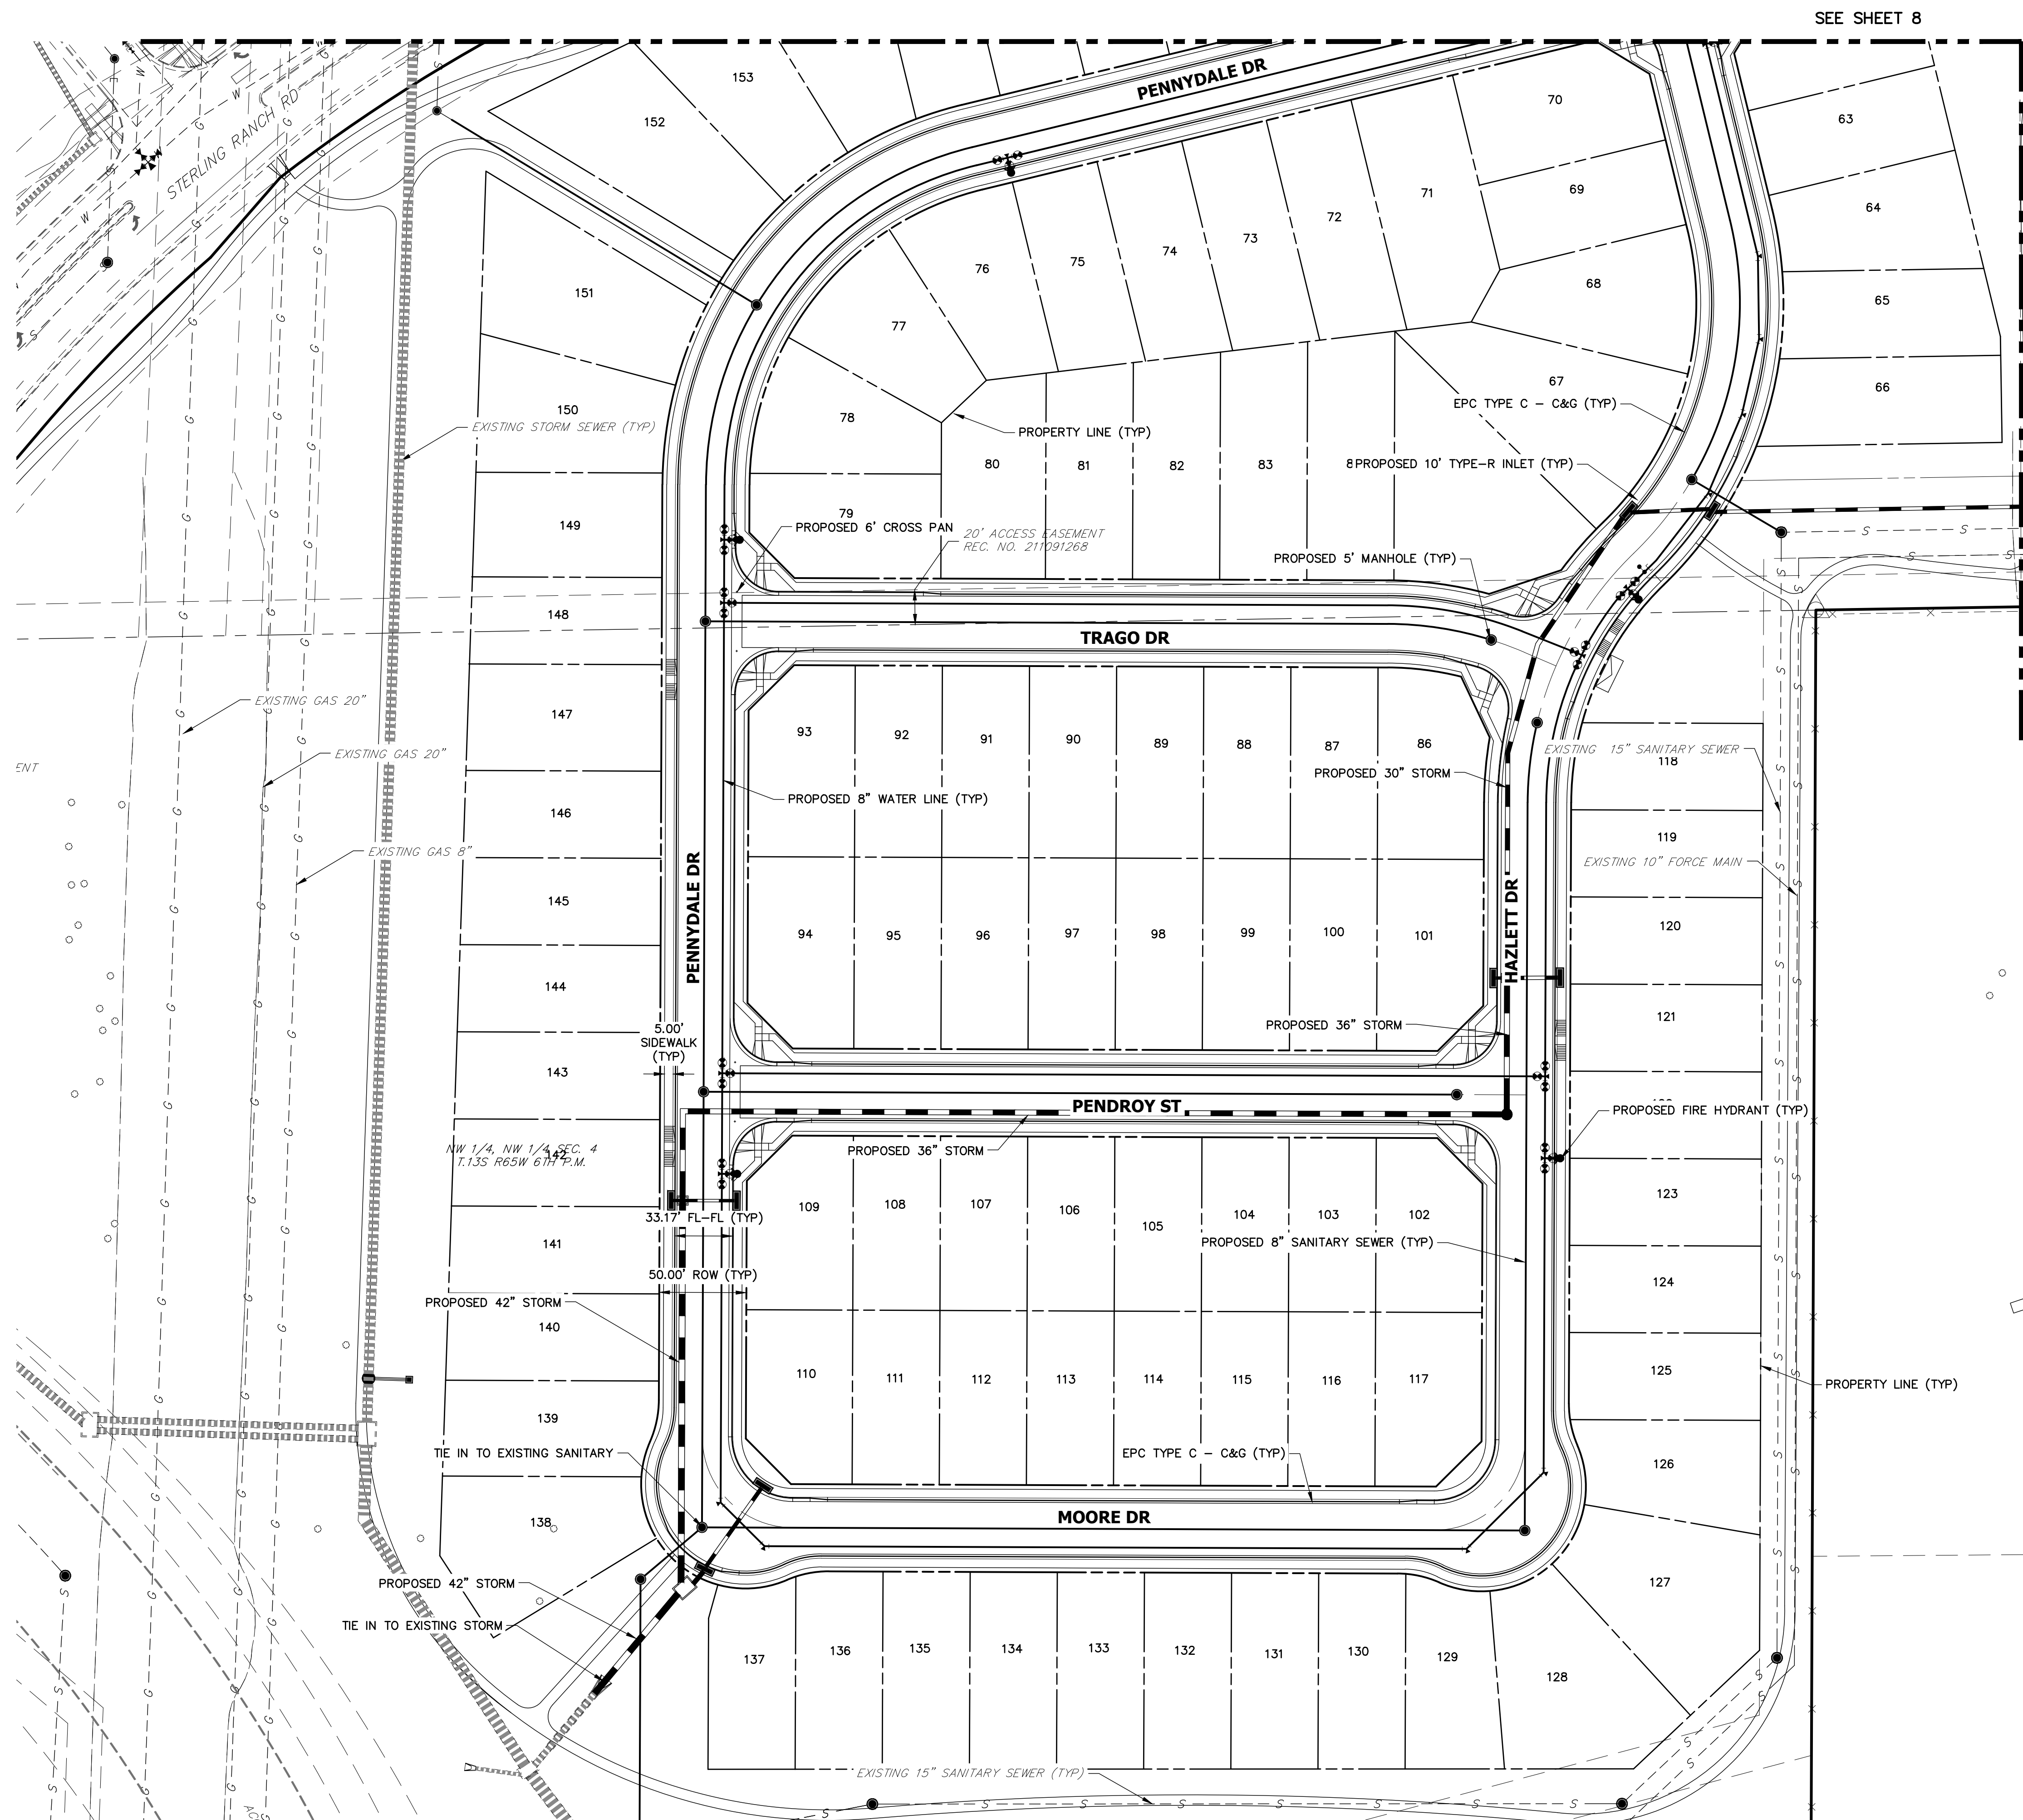 SEE SHEET 8
PENNYDALE DR
STERLING RANCH RD
153
152
151
150
EXISTING STORM SEWER (TYP)
149
148
147
146
145
144
143
142
NW 1/4, NW 1/4, SEC. 4
T.13S R65W 6TH P.M.
141
140
139
138
70
69
68
67
71
72
73
74
75
76
77
78
79
80
81
82
83
8
63
64
65
66
EPC TYPE C - C&G (TYP)
PROPERTY LINE (TYP)
PROPOSED 10' TYPE-R INLET (TYP)
PROPOSED 6' CROSS PAN
20' ACCESS EASEMENT
REC. NO. 211091268
PROPOSED 5' MANHOLE (TYP)
TRAGO DR
EXISTING GAS 20"
EXISTING GAS 20"
EXISTING GAS 8"
ENT
93
92
91
90
89
88
87
86
PROPOSED 30" STORM
PROPOSED 8" WATER LINE (TYP)
EXISTING 15" SANITARY SEWER
118
119
EXISTING 10" FORCE MAIN
120
121
PENNYDALE DR
HAZLETT DR
94
95
96
97
98
99
100
101
5.00'
SIDEWALK
(TYP)
PROPOSED 36" STORM
PENDROY ST
PROPOSED FIRE HYDRANT (TYP)
PROPOSED 36" STORM
109
108
107
106
105
104
103
102
123
33.17' FL-FL (TYP)
PROPOSED 8" SANITARY SEWER (TYP)
50.00' ROW (TYP)
124
PROPOSED 42" STORM
110
111
112
113
114
115
116
117
125
PROPERTY LINE (TYP)
TIE IN TO EXISTING SANITARY
EPC TYPE C - C&G (TYP)
126
MOORE DR
PROPOSED 42" STORM
127
TIE IN TO EXISTING STORM
137
136
135
134
133
132
131
130
129
128
EXISTING 15" SANITARY SEWER (TYP)